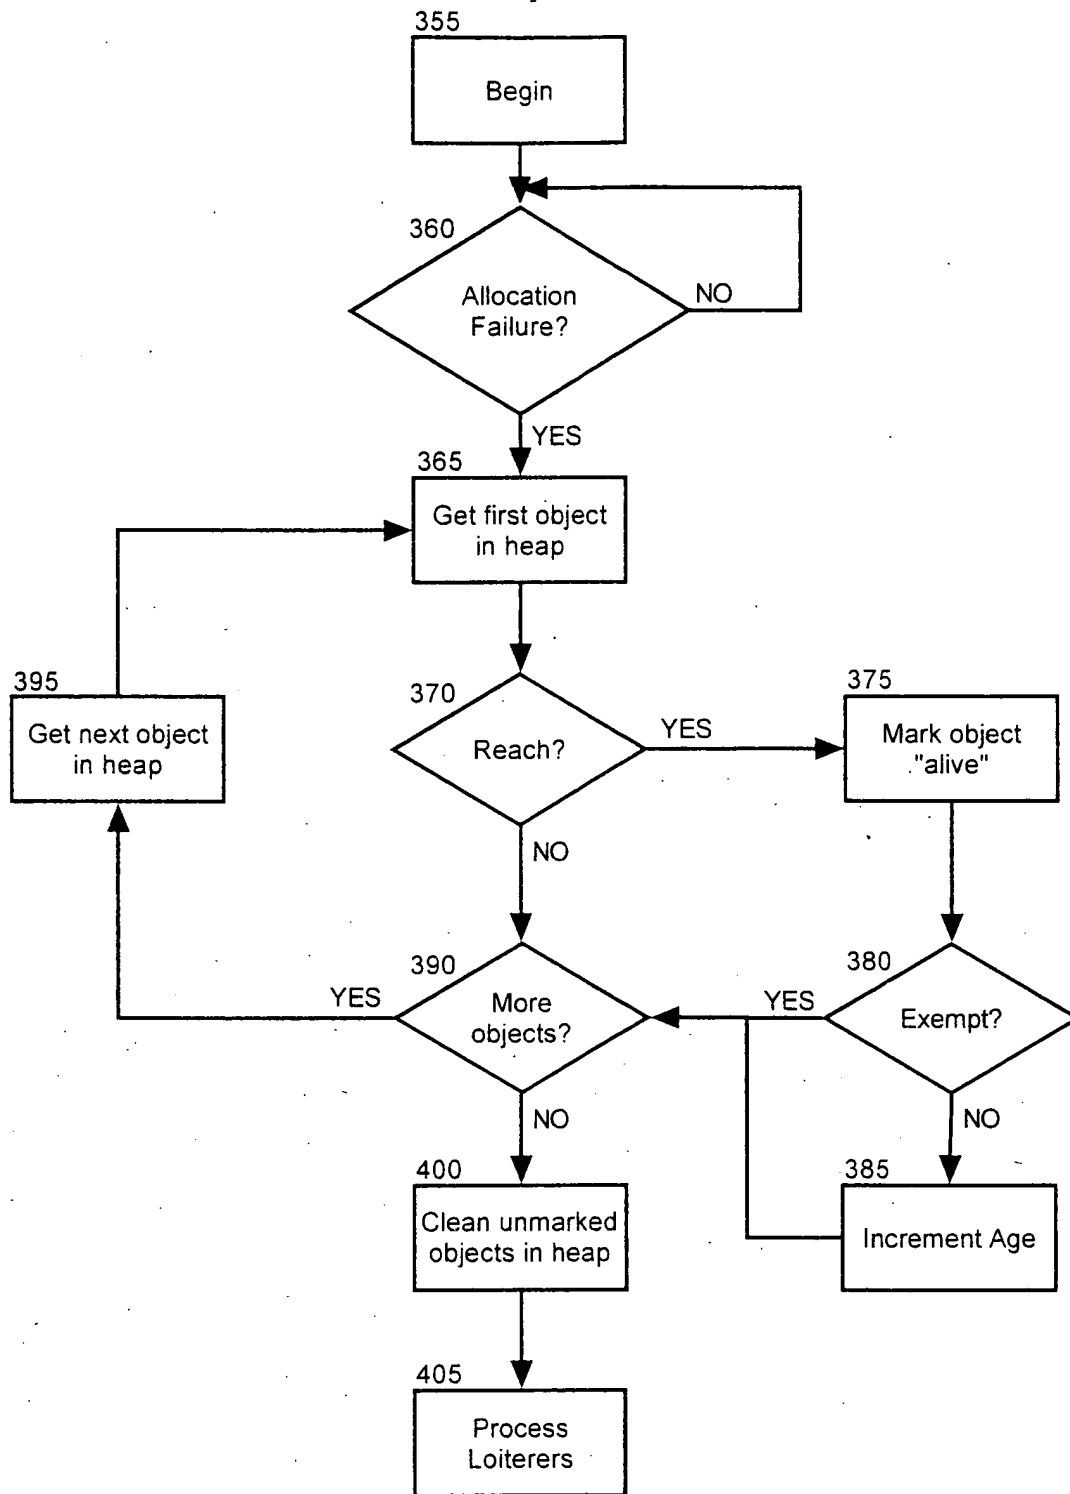 355
Begin
360
Allocation
Failure?
NO
YES
365
Get first object
in heap
395
Get next object
in heap
370
Reach?
YES
375
Mark object
"alive"
NO
390
More
objects?
YES
380
Exempt?
YES
NO
NO
400
Clean unmarked
objects in heap
385
Increment Age
405
Process
Loiterers